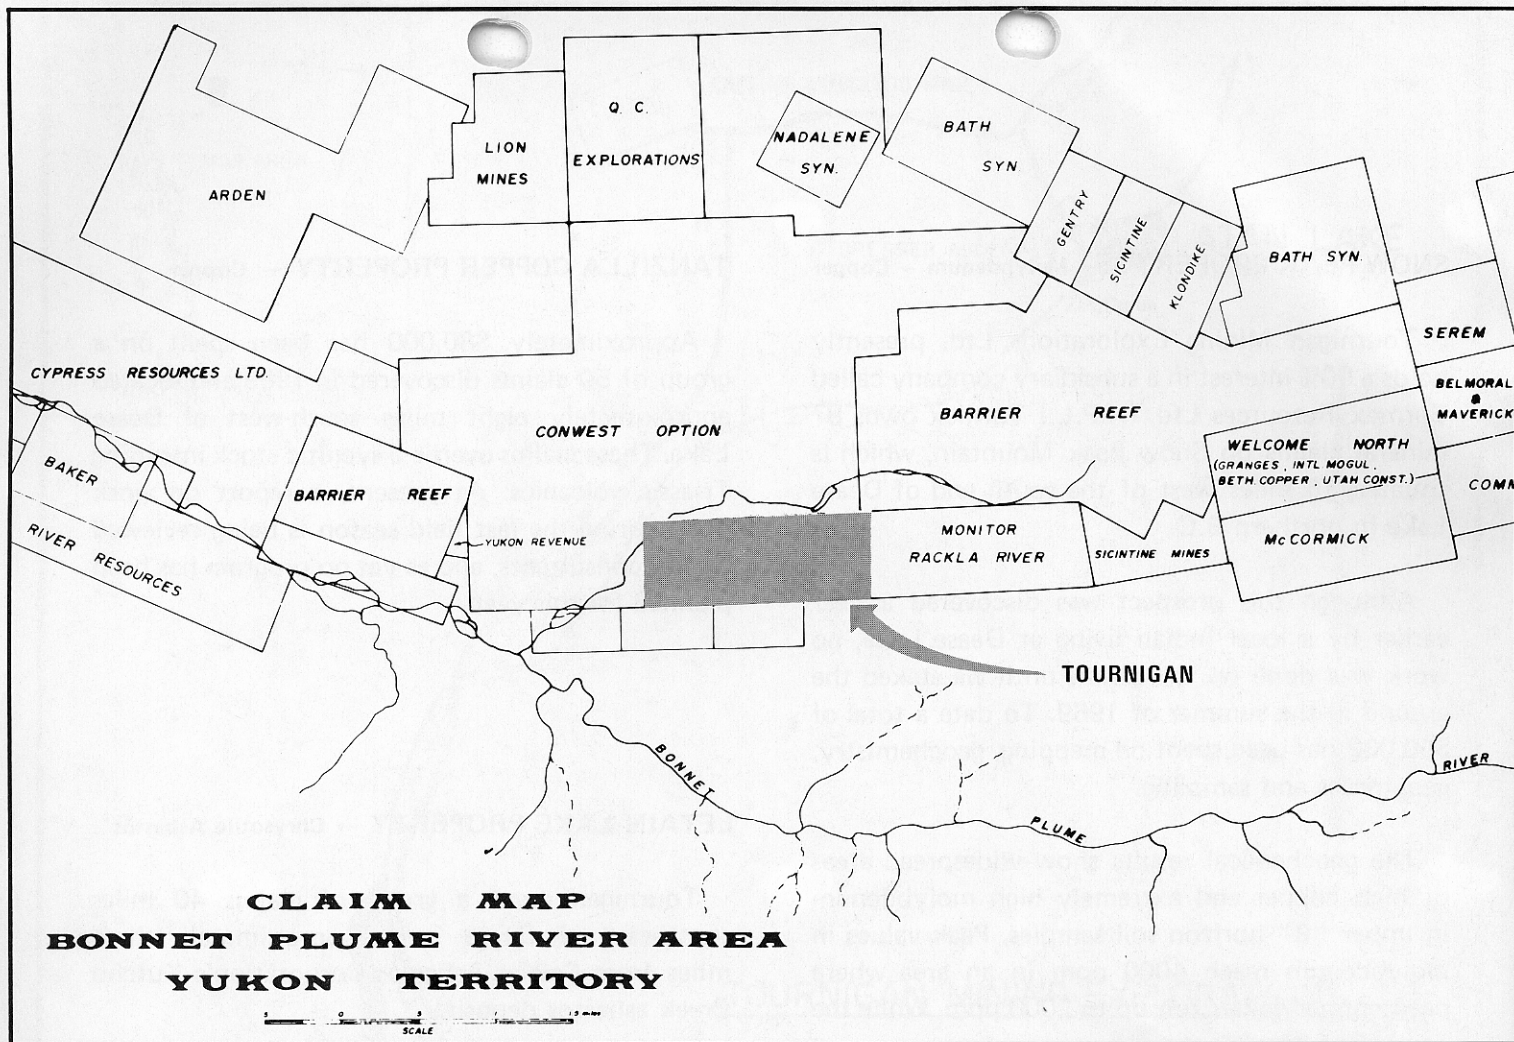 Q. C.
EXPLORATIONS
LION
MINES
NADALENE
SYN.
BATH
SYN.
ARDEN
GENTRY
SICINTINE
KLONDIKE
BATH SYN.
SEREM
CYPRESS RESOURCES LTD.
BELMORAL
&
MAVERICK
BARRIER REEF
CONWEST OPTION
WELCOME NORTH
(GRANGES, INTL MOGUL,
BETH. COPPER, UTAH CONST.)
BAKER
BARRIER REEF
COMM
RIVER RESOURCES
YUKON REVENUE
MONITOR
RACKLA RIVER
SICINTINE MINES
McCORMICK
TOURNIGAN
BONNET
PLUME
RIVER
CLAIM MAP
BONNET PLUME RIVER AREA
YUKON TERRITORY
5 miles
SCALE